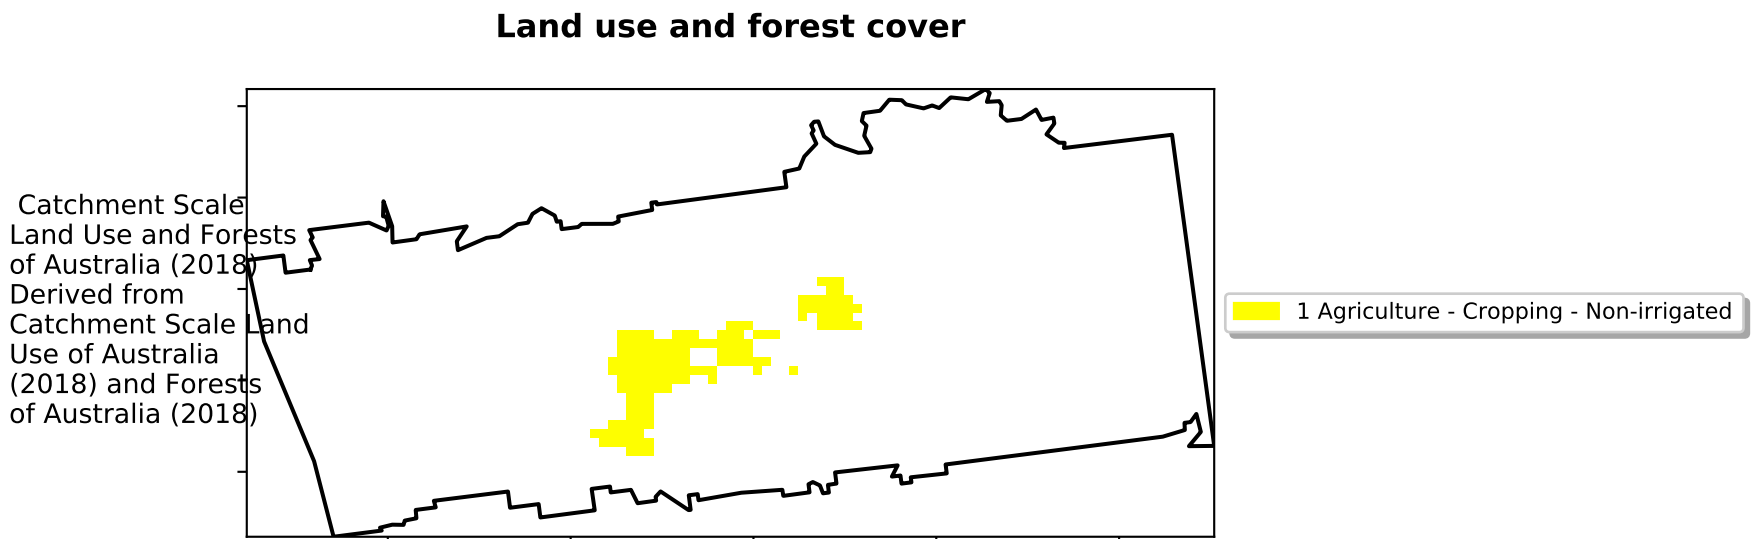 Land use and forest cover
Catchment Scale
Land Use and Forests
of Australia (2018)
Derived from
Catchment Scale Land
Use of Australia
(2018) and Forests
of Australia (2018)
1 Agriculture - Cropping - Non-irrigated